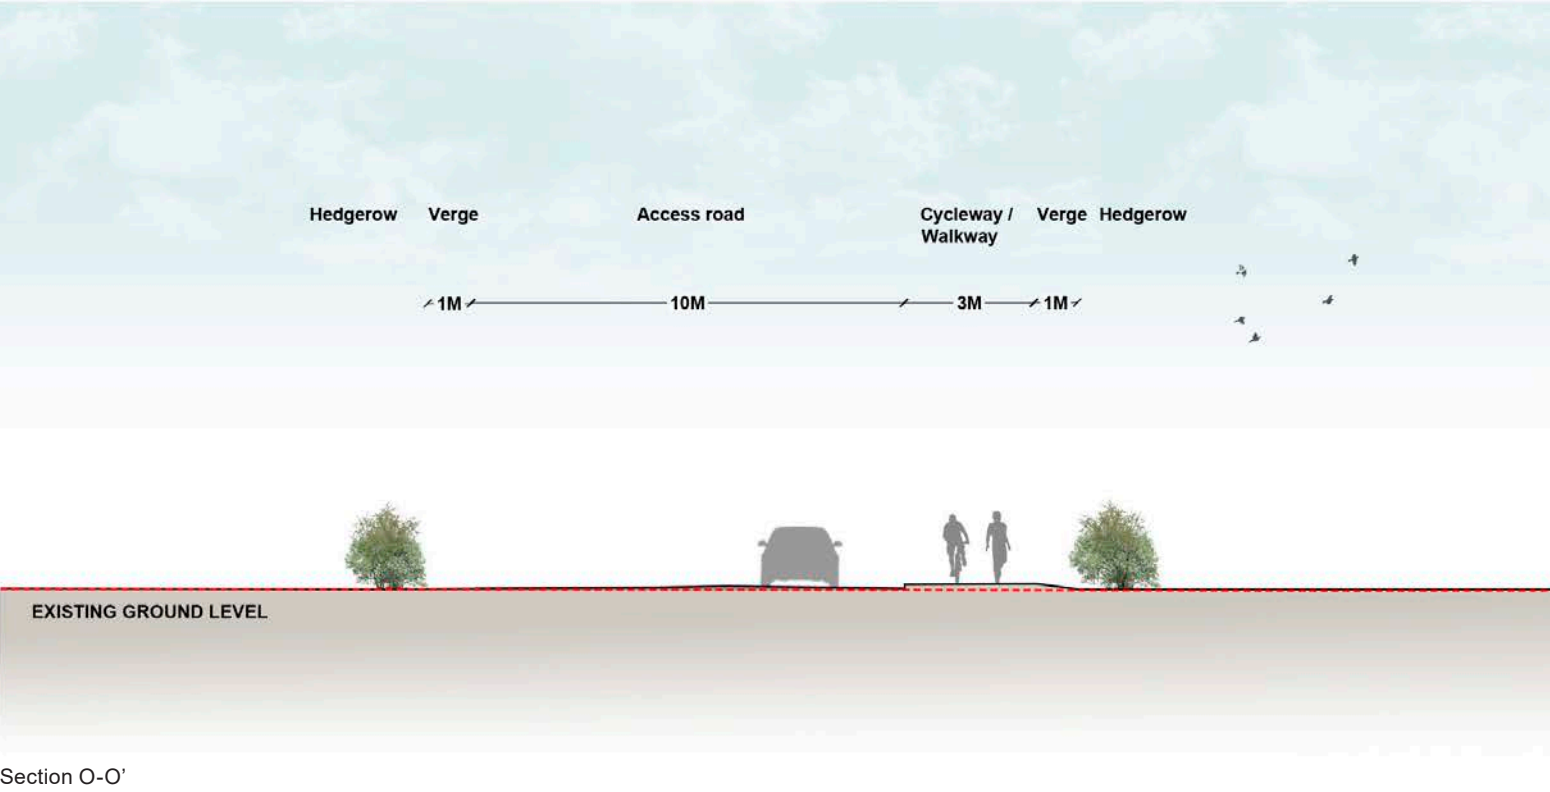 Hedgerow Verge Access road Cycleway / Verge Hedgerow
Walkway
1M 10M 3M 1M
EXISTING GROUND LEVEL
Section O-O’